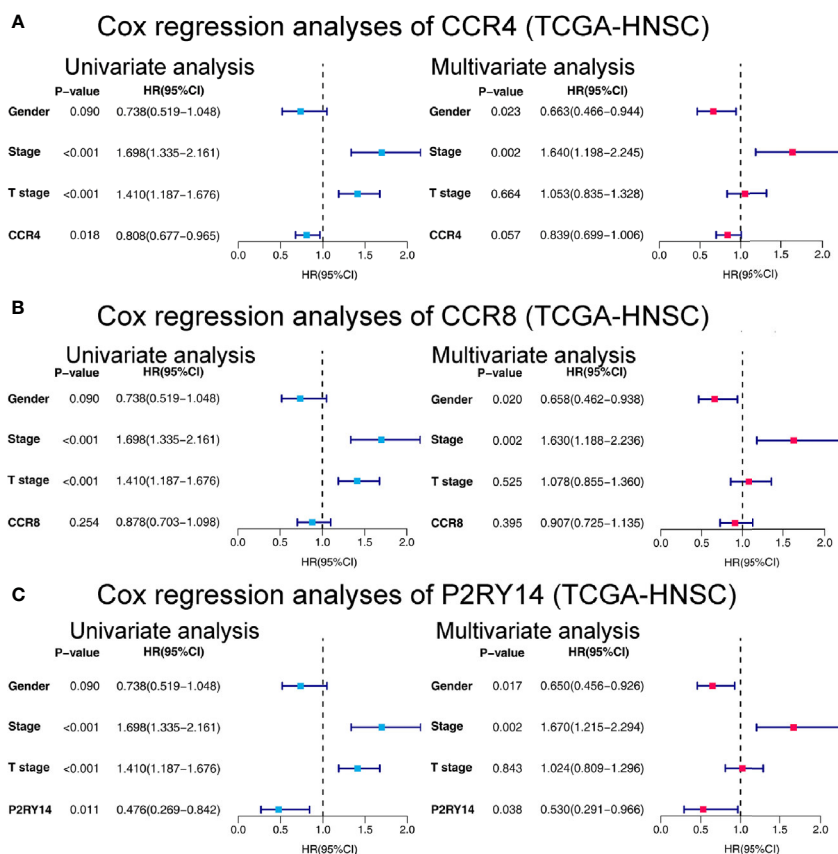 A
Cox regression analyses of CCR4 (TCGA-HNSC)
Univariate analysis
P-value HR(95%CI)
Gender 0.090 0.738(0.519-1.048)
Stage <0.001 1.698(1.335-2.161)
T stage <0.001 1.410(1.187-1.676)
CCR4 0.018 0.808(0.677-0.965)
0.0 0.5 1.0 1.5 2.0
HR(95%CI)
Multivariate analysis
P-value HR(95%CI)
Gender 0.023 0.663(0.466-0.944)
Stage 0.002 1.640(1.198-2.245)
T stage 0.664 1.053(0.835-1.328)
CCR4 0.057 0.839(0.699-1.006)
0.0 0.5 1.0 1.5 2.0
HR(95%CI)
B
Cox regression analyses of CCR8 (TCGA-HNSC)
Univariate analysis
P-value HR(95%CI)
Gender 0.090 0.738(0.519-1.048)
Stage <0.001 1.698(1.335-2.161)
T stage <0.001 1.410(1.187-1.676)
CCR8 0.254 0.878(0.703-1.098)
0.0 0.5 1.0 1.5 2.0
HR(95%CI)
Multivariate analysis
P-value HR(95%CI)
Gender 0.020 0.658(0.462-0.938)
Stage 0.002 1.630(1.188-2.236)
T stage 0.525 1.078(0.855-1.360)
CCR8 0.395 0.907(0.725-1.135)
0.0 0.5 1.0 1.5 2.0
HR(95%CI)
C
Cox regression analyses of P2RY14 (TCGA-HNSC)
Univariate analysis
P-value HR(95%CI)
Gender 0.090 0.738(0.519-1.048)
Stage <0.001 1.698(1.335-2.161)
T stage <0.001 1.410(1.187-1.676)
P2RY14 0.011 0.476(0.269-0.842)
0.0 0.5 1.0 1.5 2.0
HR(95%CI)
Multivariate analysis
P-value HR(95%CI)
Gender 0.017 0.650(0.456-0.926)
Stage 0.002 1.670(1.215-2.294)
T stage 0.843 1.024(0.809-1.296)
P2RY14 0.038 0.530(0.291-0.966)
0.0 0.5 1.0 1.5 2.0
HR(95%CI)